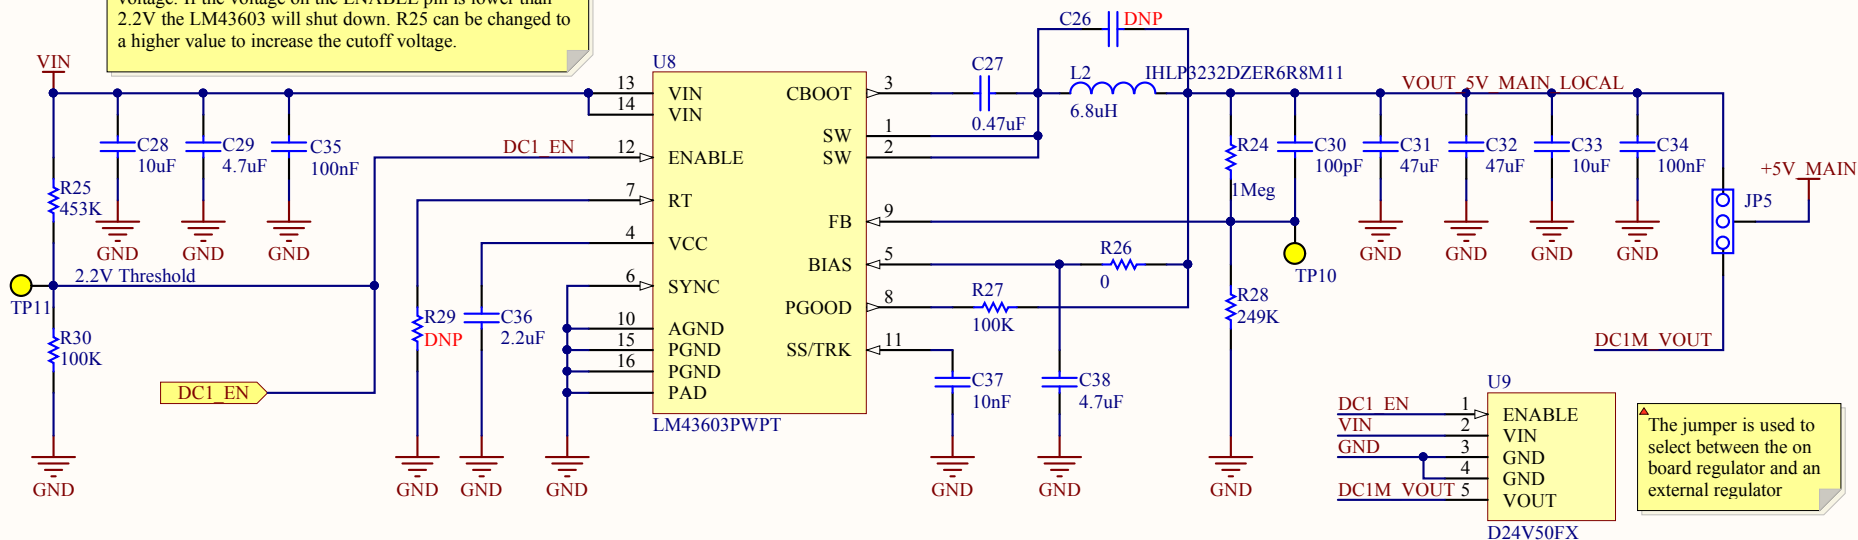 voltage. If the voltage on the ENABLE pin is lower than
2.2V the LM43603 will shut down. R25 can be changed to
a higher value to increase the cutoff voltage.
VIN
U8
13
VIN
14
VIN
DC1_EN
12
ENABLE
7
RT
4
VCC
6
SYNC
10
AGND
15
PGND
16
PGND
PAD
LM43603PWPT
CBOOT
3
SW
1
SW
2
FB
9
BIAS
5
PGOOD
8
SS/TRK
11
C28
10uF
GND
C29
4.7uF
GND
C35
100nF
GND
R25
453K
2.2V Threshold
TP11
R30
100K
GND
DC1_EN
R29
DNP
GND
C36
2.2uF
GND
GND
C26
DNP
C27
0.47uF
L2
IHLP3232DZER6R8M11
6.8uH
VOUT_5V_MAIN_LOCAL
R24
1Meg
C30
100pF
C31
47uF
GND
C32
47uF
GND
C33
10uF
GND
C34
100nF
GND
+5V_MAIN
JP5
TP10
R26
0
R27
100K
R28
249K
GND
C37
10nF
GND
C38
4.7uF
GND
DC1M_VOUT
U9
DC1_EN
1
ENABLE
VIN
2
VIN
GND
3
GND
4
GND
DC1M_VOUT
5
VOUT
D24V50FX
The jumper is used to
select between the on
board regulator and an
external regulator